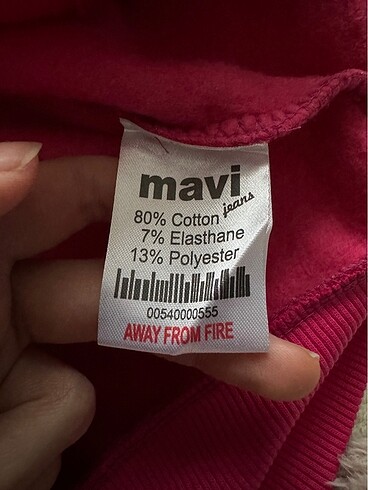 mavi
jeans
80% Cotton
7% Elasthane
13% Polyester
00540000555
AWAY FROM FIRE